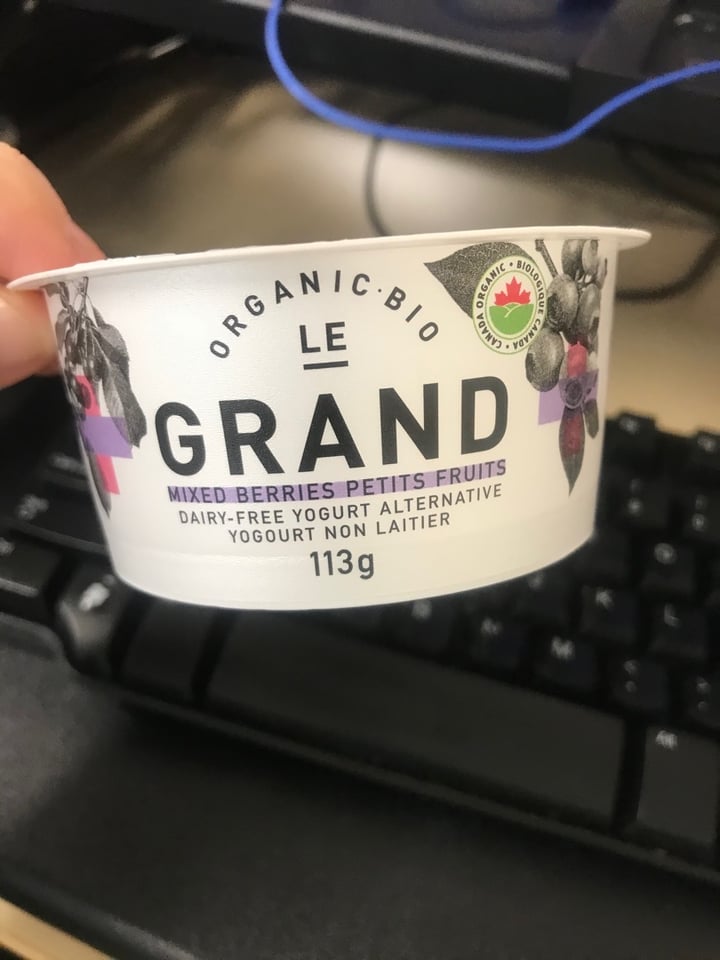 ORGANIC·BIO
LE
GRAND
MIXED BERRIES PETITS FRUITS
DAIRY-FREE YOGURT ALTERNATIVE
YOGOURT NON LAITIER
113g
CANADA ORGANIC • BIOLOGIQUE CANADA •
K
L
M